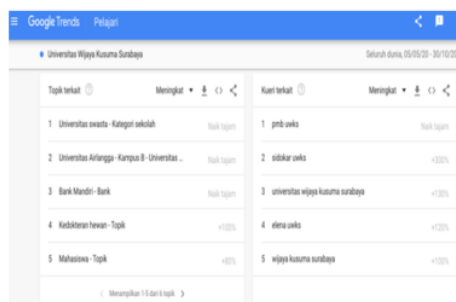 Google Trends Pelajari
Universitas Wijaya Kusuma Surabaya Seluruh dunia, 05/05/20 - 30/10/20
Topik terkait Meningkat
1 Universitas swasta - Kategori sekolah Naik tajam
2 Universitas Airlangga - Kampus B - Universitas ... Naik tajam
3 Bank Mandiri - Bank Naik tajam
4 Kedokteran hewan - Topik +100%
5 Mahasiswa - Topik +80%
Menampilkan 1-5 dari 6 topik
Kueri terkait Meningkat
1 pmb uwks Naik tajam
2 sidokar uwks +300%
3 universitas wijaya kusuma surabaya +130%
4 elena uwks +120%
5 wijaya kusuma surabaya +100%